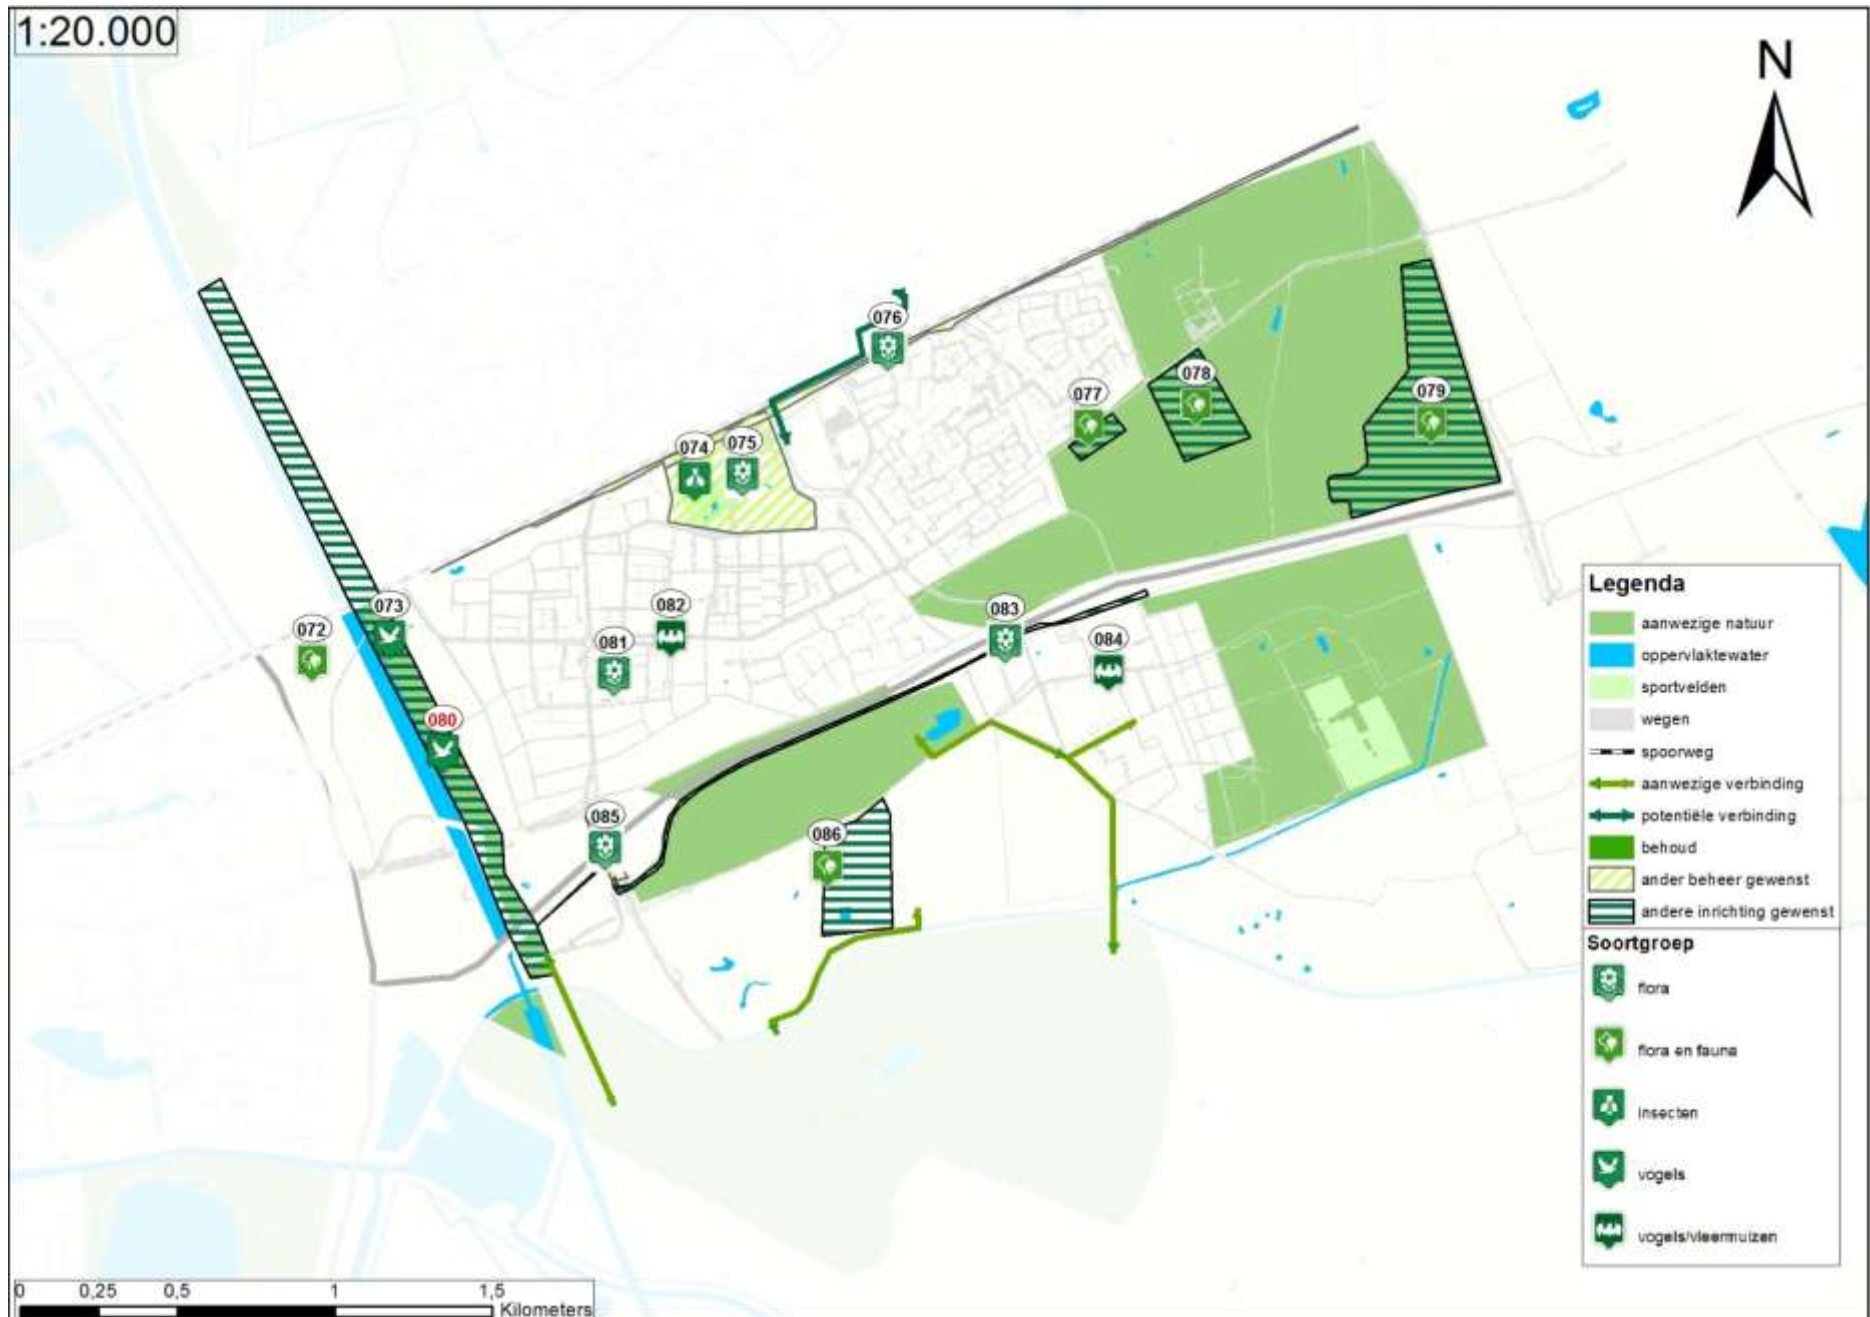 1:20.000
N
076
077
078
079
074
075
073
072
082
081
083
084
080
085
086
Legenda
aanwezige natuur
oppervlaktewater
sportvelden
wegen
spoorweg
aanwezige verbinding
potentiële verbinding
behoud
ander beheer gewenst
andere inrichting gewenst
Soortgroep
flora
flora en fauna
insecten
vogels
vogels/vleermuizen
0 0,25 0,5 1 1,5
Kilometers